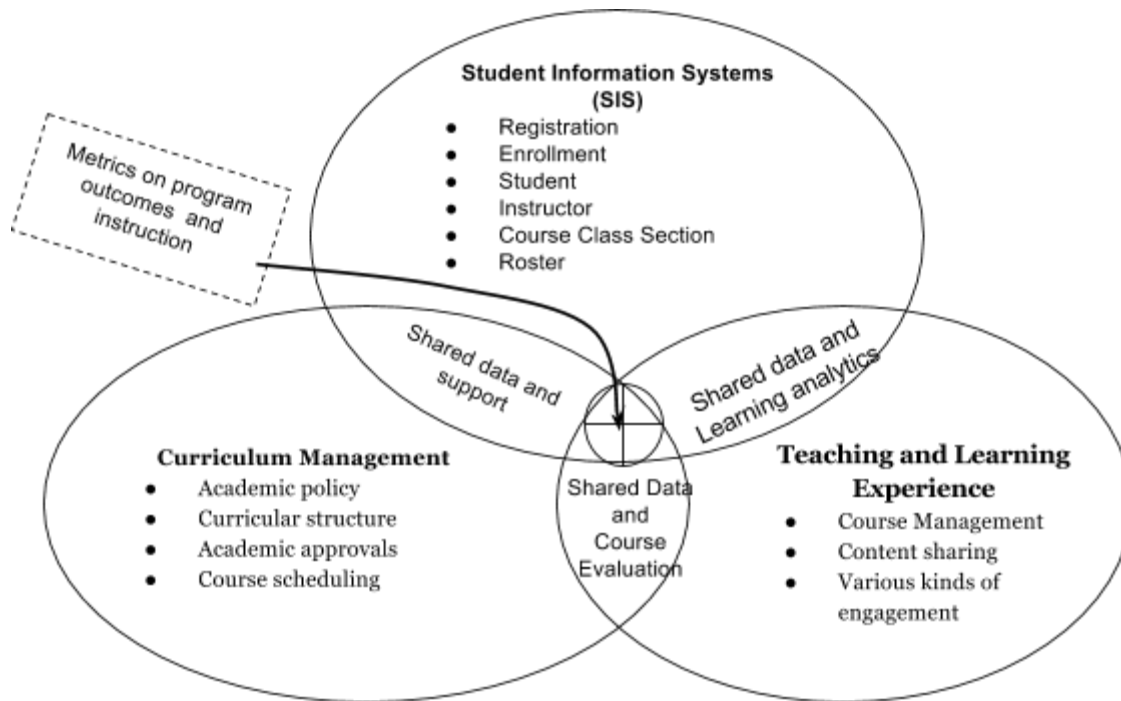 Student Information Systems
(SIS)
● Registration
● Enrollment
● Student
● Instructor
● Course Class Section
● Roster
Metrics on program
outcomes and
instruction
Shared data and
support
Shared data and
Learning analytics
Curriculum Management
● Academic policy
● Curricular structure
● Academic approvals
● Course scheduling
Shared Data
and
Course
Evaluation
Teaching and Learning
Experience
● Course Management
● Content sharing
● Various kinds of
engagement